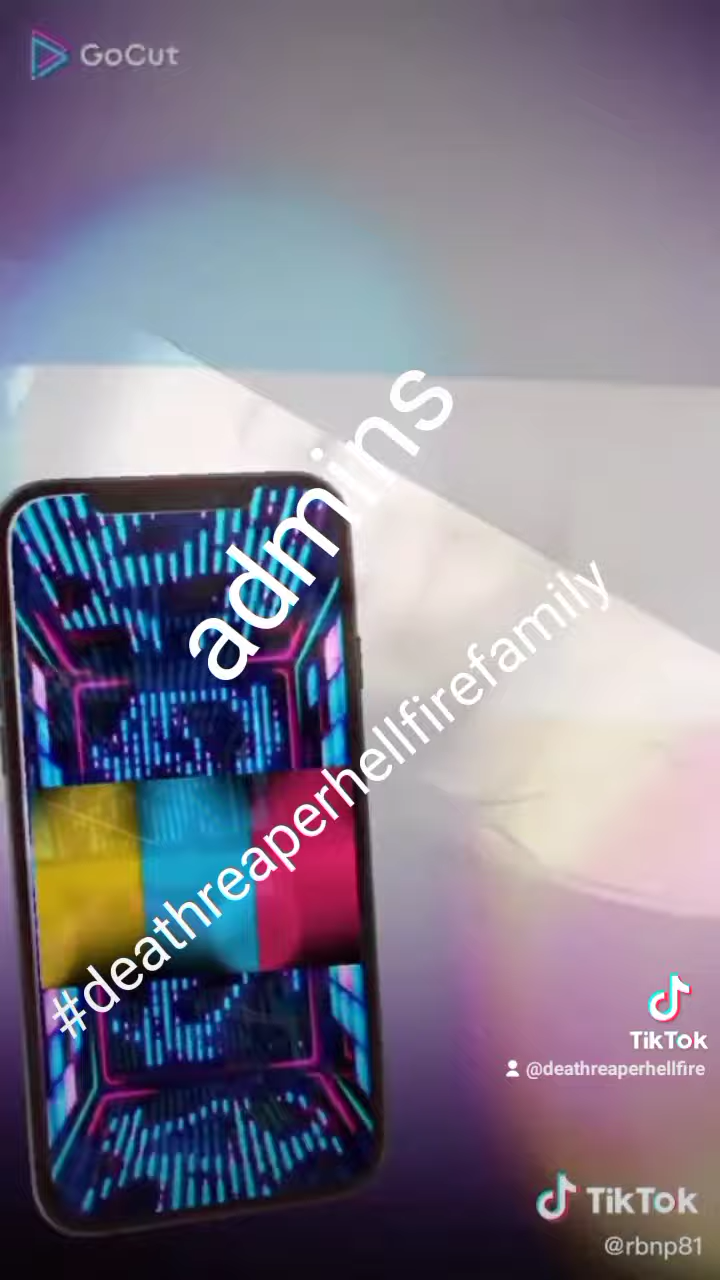 GoCut
admins
#deathreaperhellfirefamily
TikTok
@deathreaperhellfire
TikTok
@rbnp81